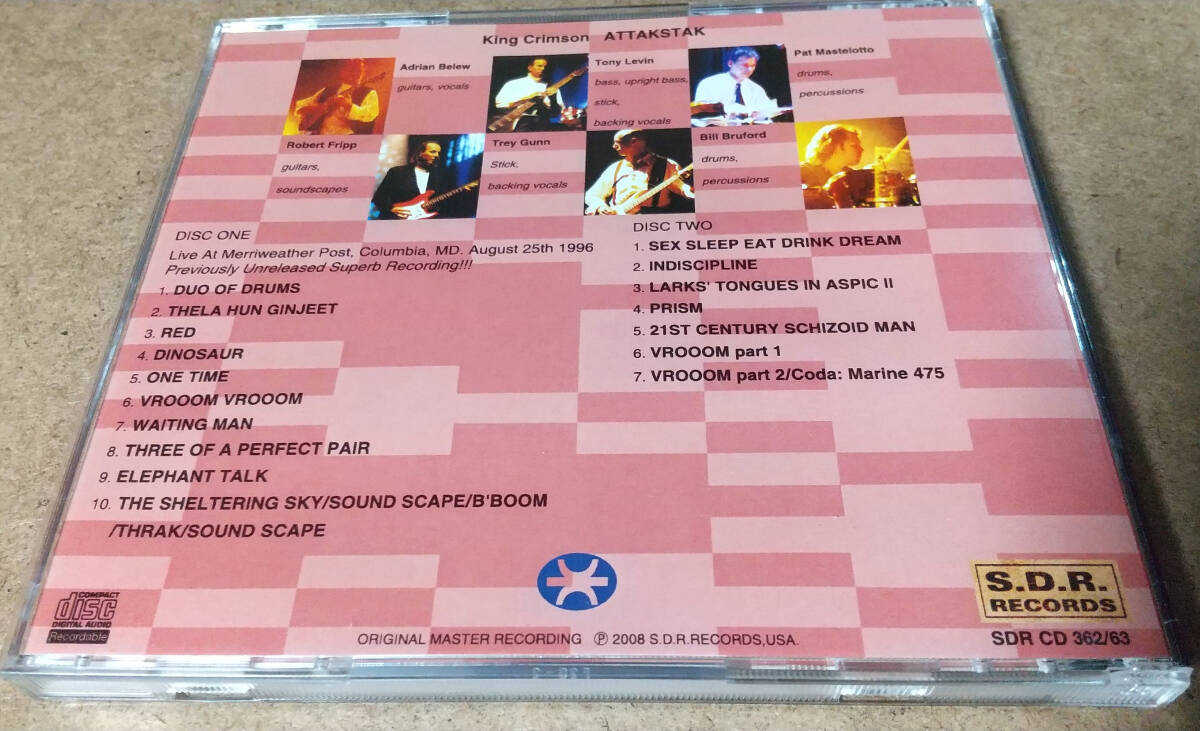 King Crimson ATTAKSTAK
Adrian Belew
guitars, vocals
Tony Levin
bass, upright bass,
stick,
backing vocals
Pat Mastelotto
drums,
percussions
Robert Fripp
guitars,
soundscapes
Trey Gunn
Stick,
backing vocals
Bill Bruford
drums,
percussions
DISC ONE
Live At Merriweather Post, Columbia, MD. August 25th 1996
Previously Unreleased Superb Recording!!!
1. DUO OF DRUMS
2. THELA HUN GINJEET
3. RED
4. DINOSAUR
5. ONE TIME
6. VROOOM VROOOM
7. WAITING MAN
8. THREE OF A PERFECT PAIR
9. ELEPHANT TALK
10. THE SHELTERING SKY/SOUND SCAPE/B'BOOM
/THRAK/SOUND SCAPE
DISC TWO
1. SEX SLEEP EAT DRINK DREAM
2. INDISCIPLINE
3. LARKS' TONGUES IN ASPIC II
4. PRISM
5. 21ST CENTURY SCHIZOID MAN
6. VROOOM part 1
7. VROOOM part 2/Coda: Marine 475
COMPACT
disc
DIGITAL AUDIO
Recordable
ORIGINAL MASTER RECORDING ℗ 2008 S.D.R.RECORDS,USA.
S.D.R.
RECORDS
SDR CD 362/63